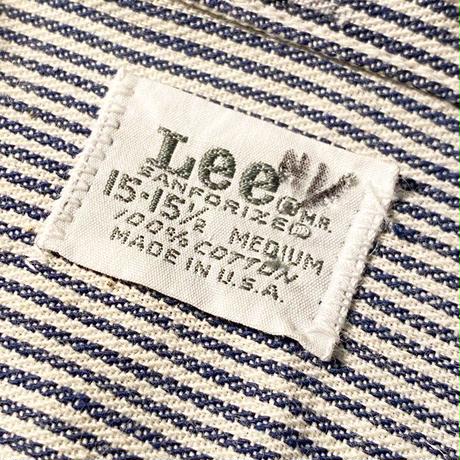 Lee ® M.R.
SANFORIZED
15-15½ MEDIUM
100% COTTON
MADE IN U.S.A.